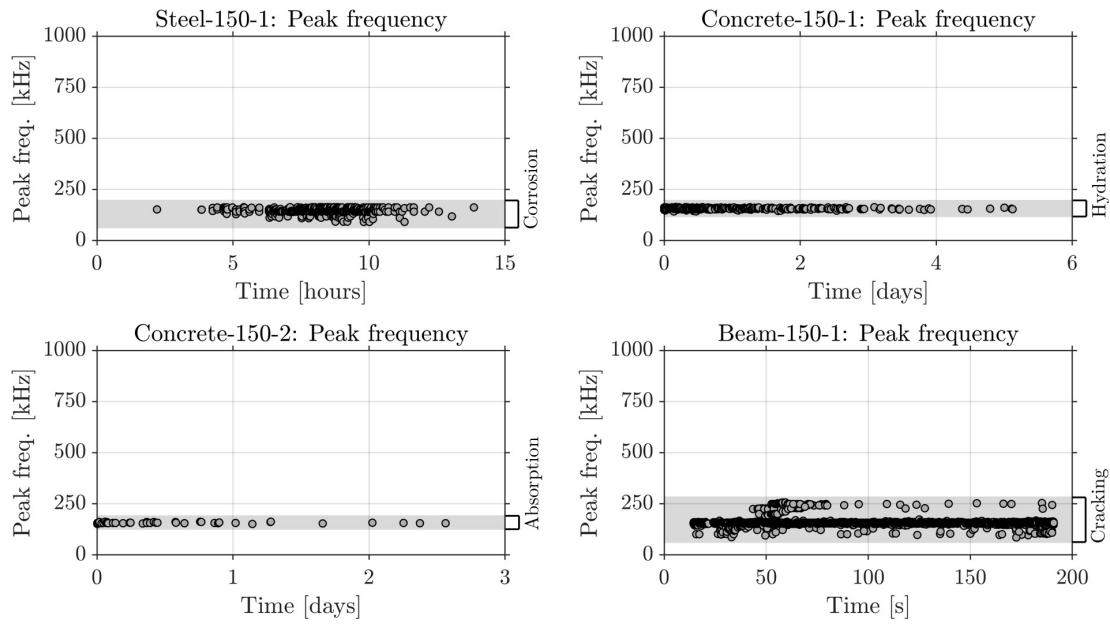 Steel-150-1: Peak frequency
Peak freq. [kHz]
1000
750
500
250
0
0 5 10 15
Time [hours]
Corrosion
Concrete-150-1: Peak frequency
Peak freq. [kHz]
1000
750
500
250
0
0 2 4 6
Time [days]
Hydration
Concrete-150-2: Peak frequency
Peak freq. [kHz]
1000
750
500
250
0
0 1 2 3
Time [days]
Absorption
Beam-150-1: Peak frequency
Peak freq. [kHz]
1000
750
500
250
0
0 50 100 150 200
Time [s]
Cracking